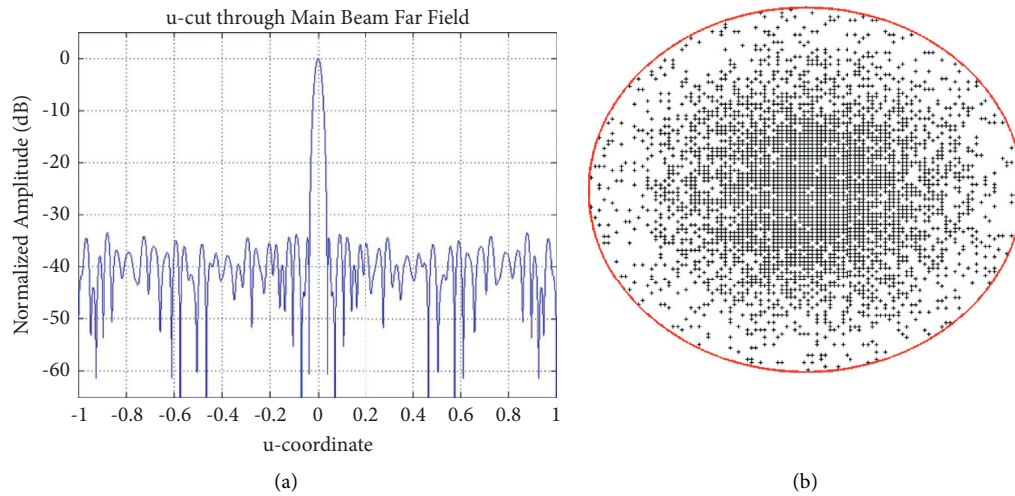 u-cut through Main Beam Far Field
Normalized Amplitude (dB)
0
-10
-20
-30
-40
-50
-60
-1 -0.8 -0.6 -0.4 -0.2 0 0.2 0.4 0.6 0.8 1
u-coordinate
(a) (b)